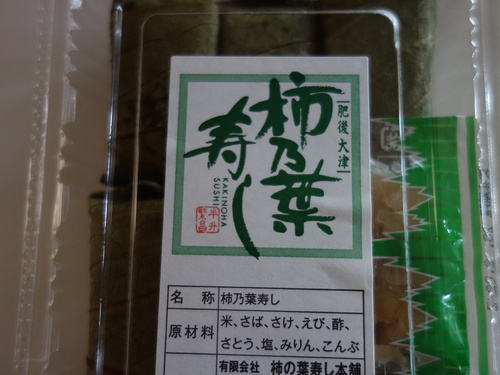 肥後大津
柿乃葉
寿し
KAKINOHA
SUSHI
名称 柿乃葉寿し
原材料 米、さば、さけ、えび、酢、
さとう、塩、みりん、こんぶ
有限会社 柿の葉寿し本舗